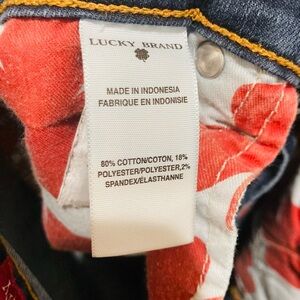 LUCKY BRAND
MADE IN INDONESIA
FABRIQUE EN INDONISIE
80% COTTON/COTON, 18%
POLYESTER/POLYESTER,2%
SPANDEX/ELASTHANNE